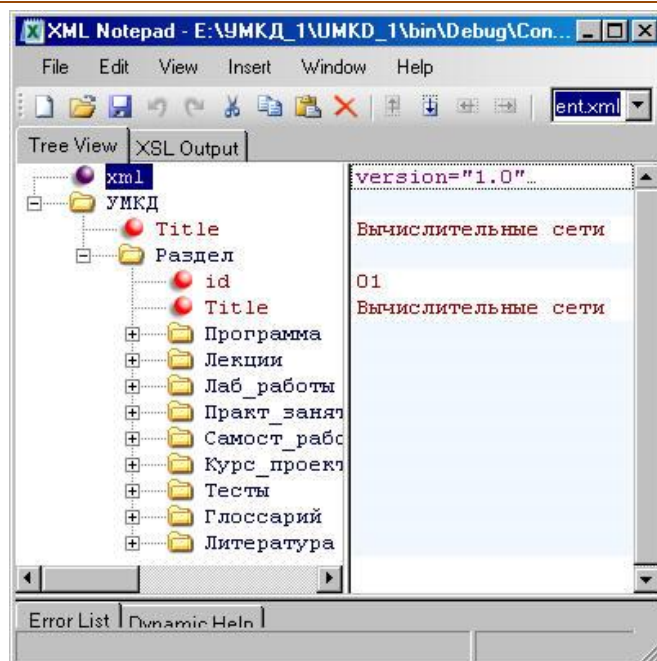 XML Notepad - E:\УМКД_1\UMKD_1\bin\Debug\Con...
File Edit View Insert Window Help
ent.xml
Tree View XSL Output
xml version="1.0"...
УМКД
Title Вычислительные сети
Раздел
id 01
Title Вычислительные сети
Программа
Лекции
Лаб_работы
Практ_занят
Самост_рабо
Курс_проект
Тесты
Глоссарий
Литература
Error List Dynamic Help